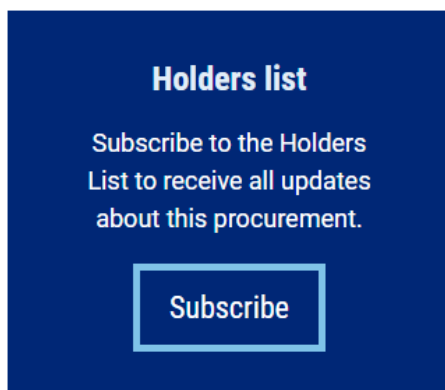 Holders list
Subscribe to the Holders
List to receive all updates
about this procurement.
Subscribe